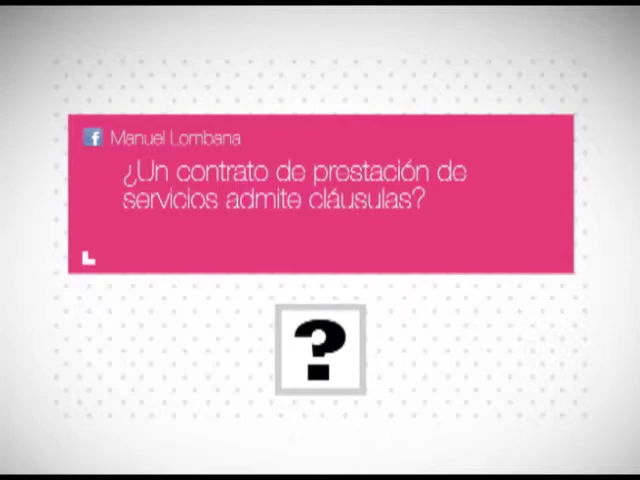 f Manuel Lombana
¿Un contrato de prestación de
servicios admite cláusulas?
?